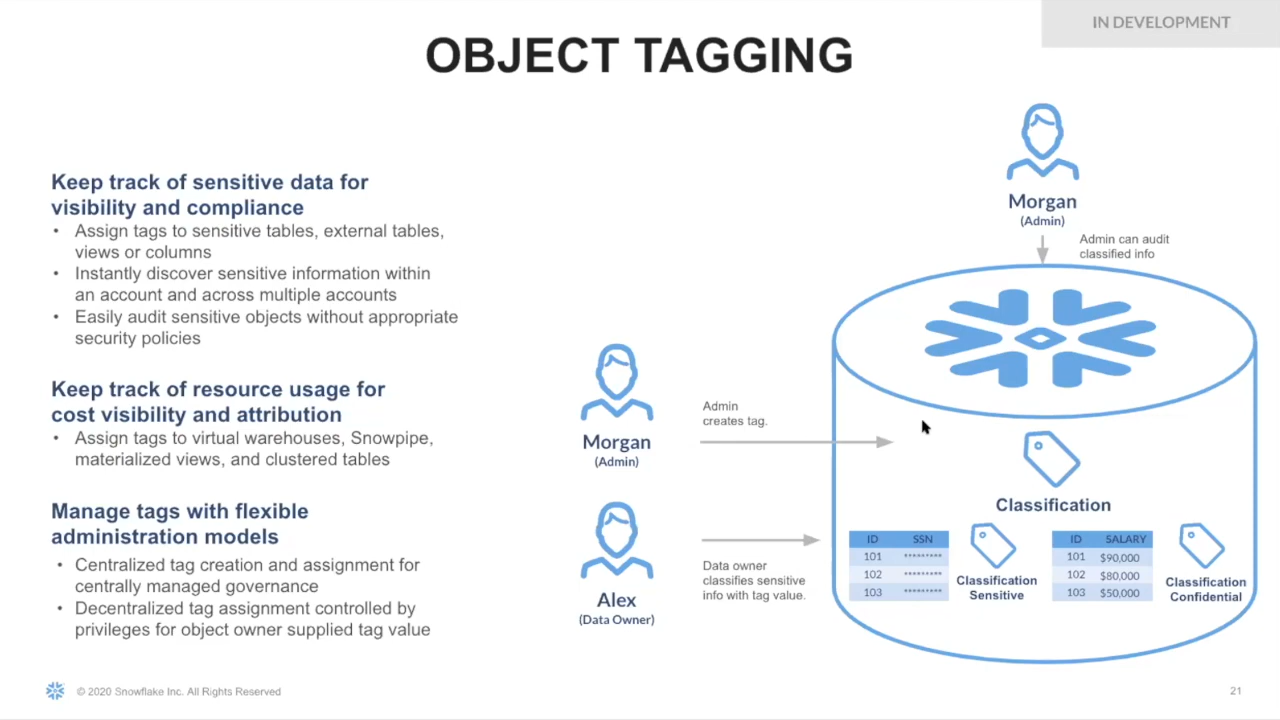 IN DEVELOPMENT
OBJECT TAGGING
Keep track of sensitive data for
visibility and compliance
• Assign tags to sensitive tables, external tables,
views or columns
• Instantly discover sensitive information within
an account and across multiple accounts
• Easily audit sensitive objects without appropriate
security policies
Keep track of resource usage for
cost visibility and attribution
• Assign tags to virtual warehouses, Snowpipe,
materialized views, and clustered tables
Manage tags with flexible
administration models
• Centralized tag creation and assignment for
centrally managed governance
• Decentralized tag assignment controlled by
privileges for object owner supplied tag value
Morgan
(Admin)
Admin can audit
classified info
Morgan
(Admin)
Admin
creates tag.
Alex
(Data Owner)
Data owner
classifies sensitive
info with tag value.
Classification
ID SSN
101 *********
102 *********
103 *********
Classification
Sensitive
ID SALARY
101 $90,000
102 $80,000
103 $50,000
Classification
Confidential
© 2020 Snowflake Inc. All Rights Reserved
21